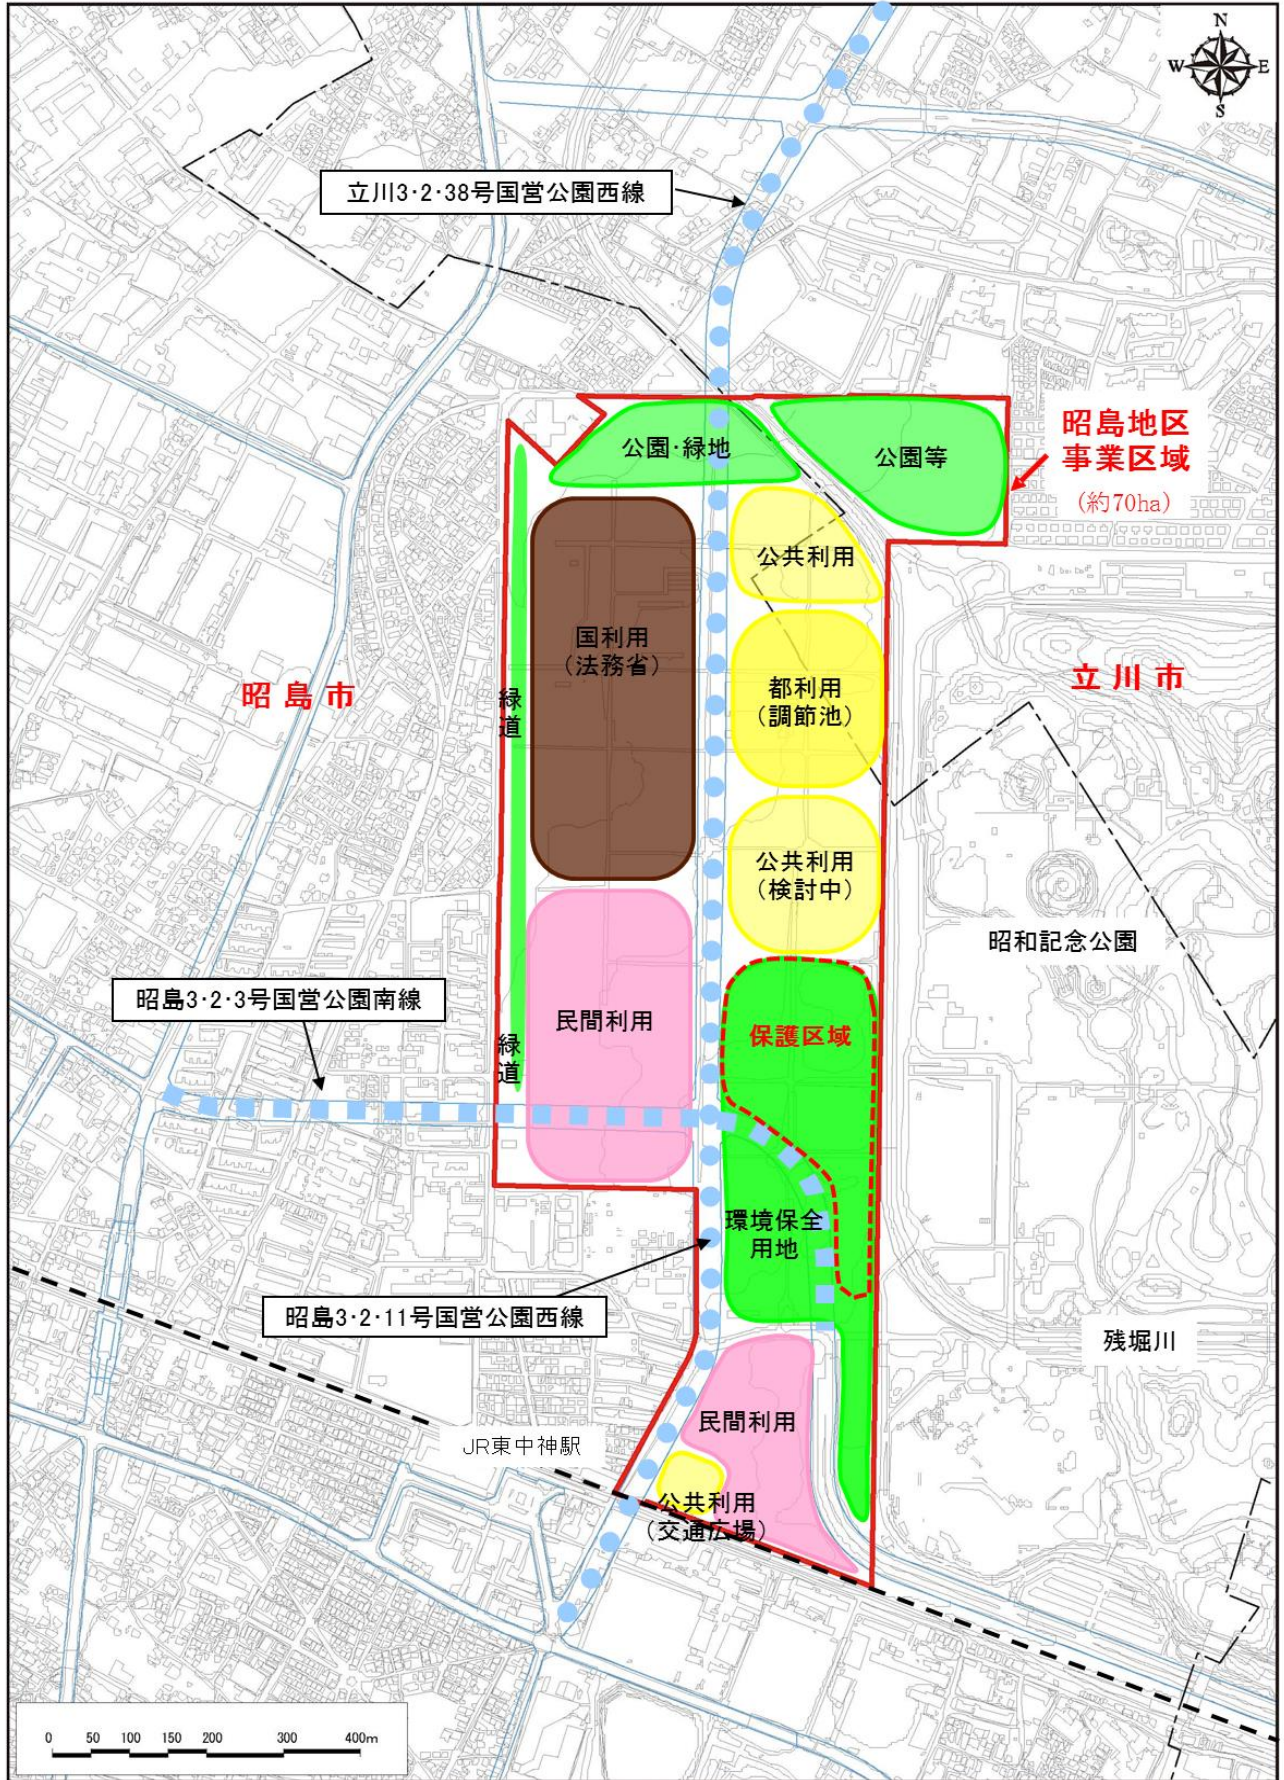 N
W
E
S
立川3・2・38号国営公園西線
公園・緑地
公園等
昭島地区
事業区域
(約70ha)
公共利用
国利用
(法務省)
緑道
昭島市
都利用
(調節池)
立川市
公共利用
(検討中)
昭和記念公園
昭島3・2・3号国営公園南線
民間利用
保護区域
緑道
環境保全
用地
昭島3・2・11号国営公園西線
残堀川
民間利用
JR東中神駅
公共利用
(交通広場)
0 50 100 150 200 300 400m